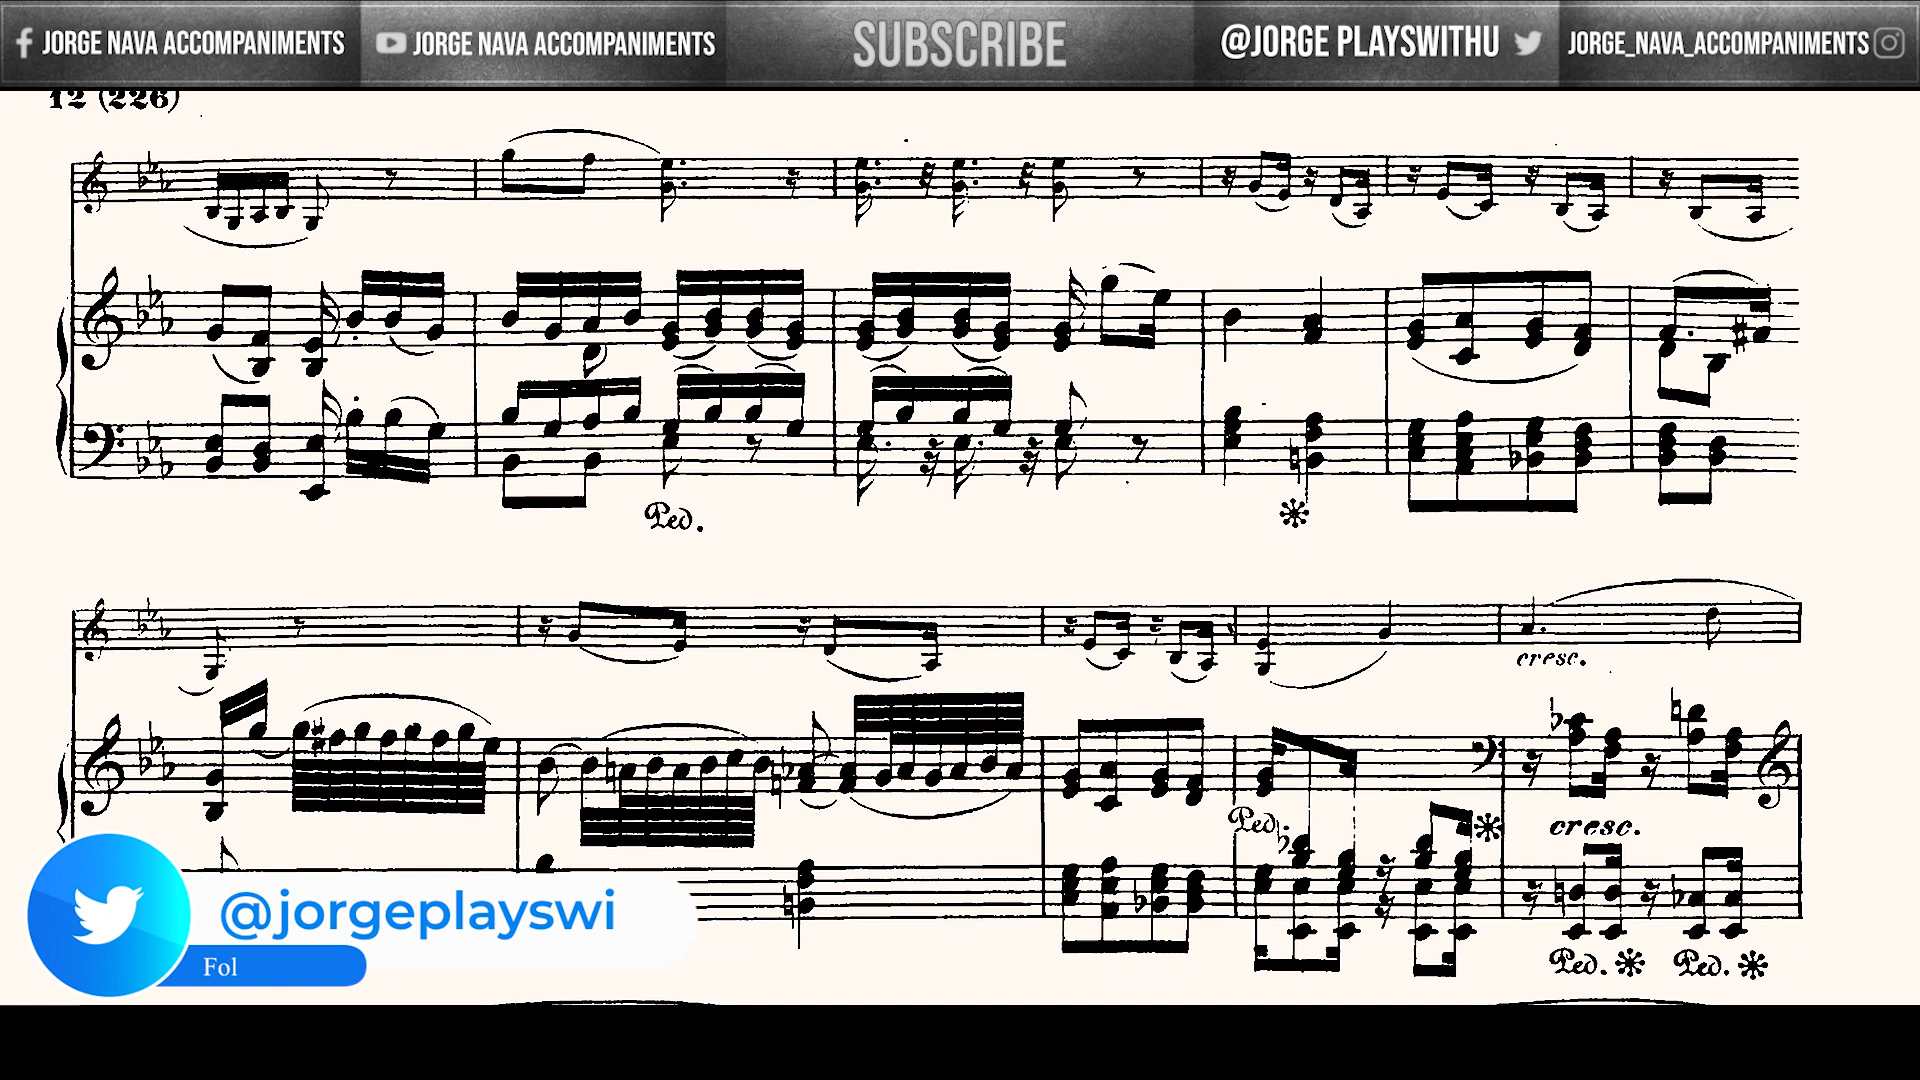 JORGE NAVA ACCOMPANIMENTS
JORGE NAVA ACCOMPANIMENTS
SUBSCRIBE
@JORGE PLAYSWITHU
JORGE_NAVA_ACCOMPANIMENTS
12 (226)
Ped.
cresc.
Ped.
cresc.
Ped. Ped.
@jorgeplayswi
Fol